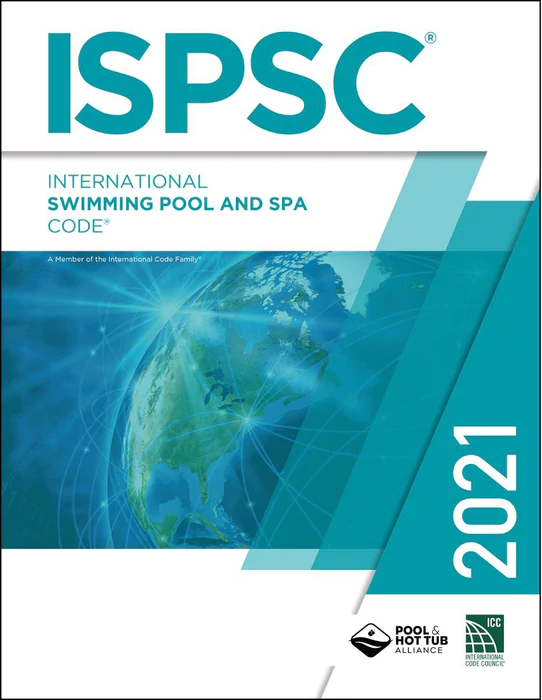 ISPSC®
INTERNATIONAL
SWIMMING POOL AND SPA
CODE®
A Member of the International Code Family®
2021
POOL &
HOT TUB
ALLIANCE
ICC
INTERNATIONAL
CODE COUNCIL®